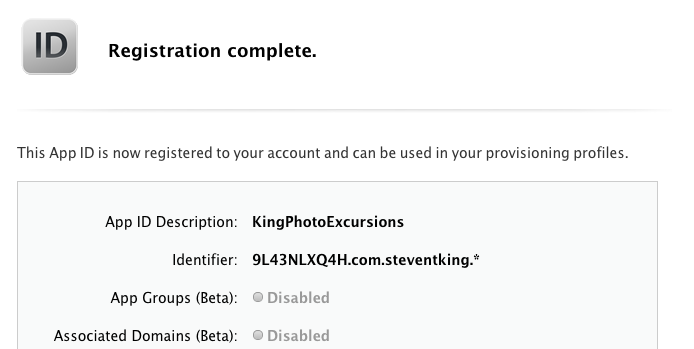 ID
Registration complete.
This App ID is now registered to your account and can be used in your provisioning profiles.
App ID Description: KingPhotoExcursions
Identifier: 9L43NLXQ4H.com.steventking.*
App Groups (Beta): Disabled
Associated Domains (Beta): Disabled